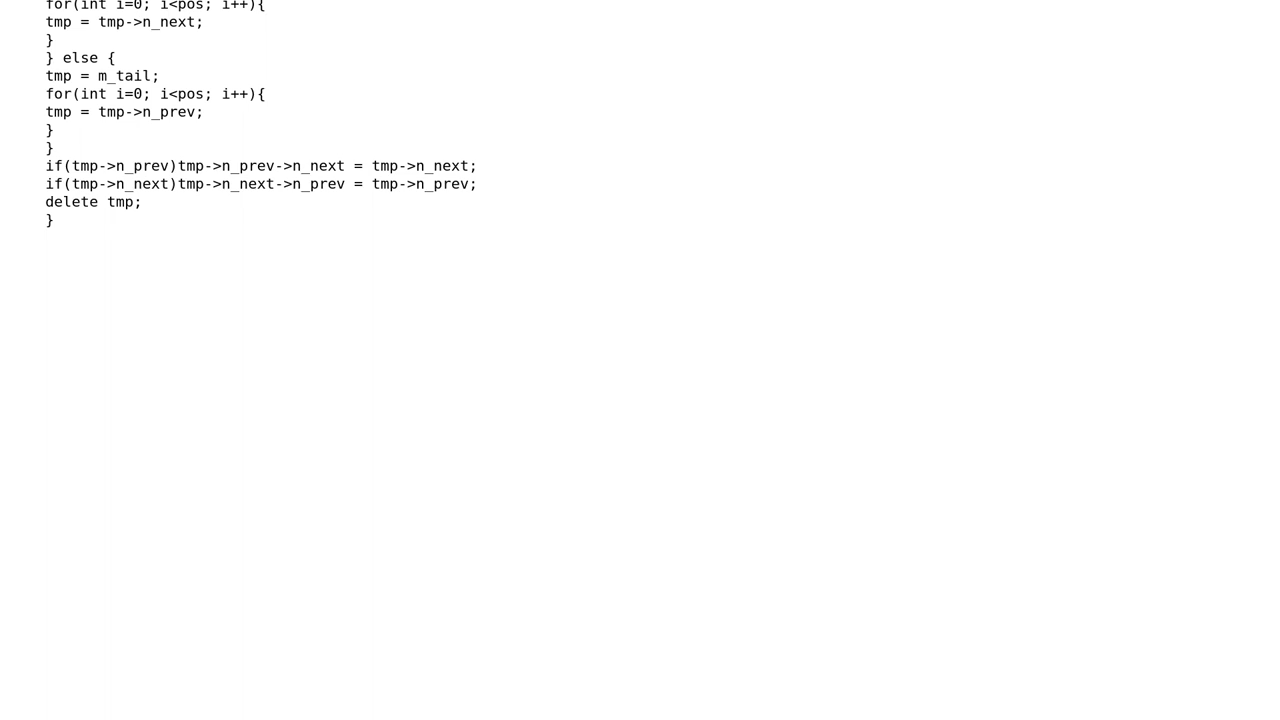 for(int i=0; i<pos; i++){
tmp = tmp->n_next;
}
} else {
tmp = m_tail;
for(int i=0; i<pos; i++){
tmp = tmp->n_prev;
}
}
if(tmp->n_prev)tmp->n_prev->n_next = tmp->n_next;
if(tmp->n_next)tmp->n_next->n_prev = tmp->n_prev;
delete tmp;
}